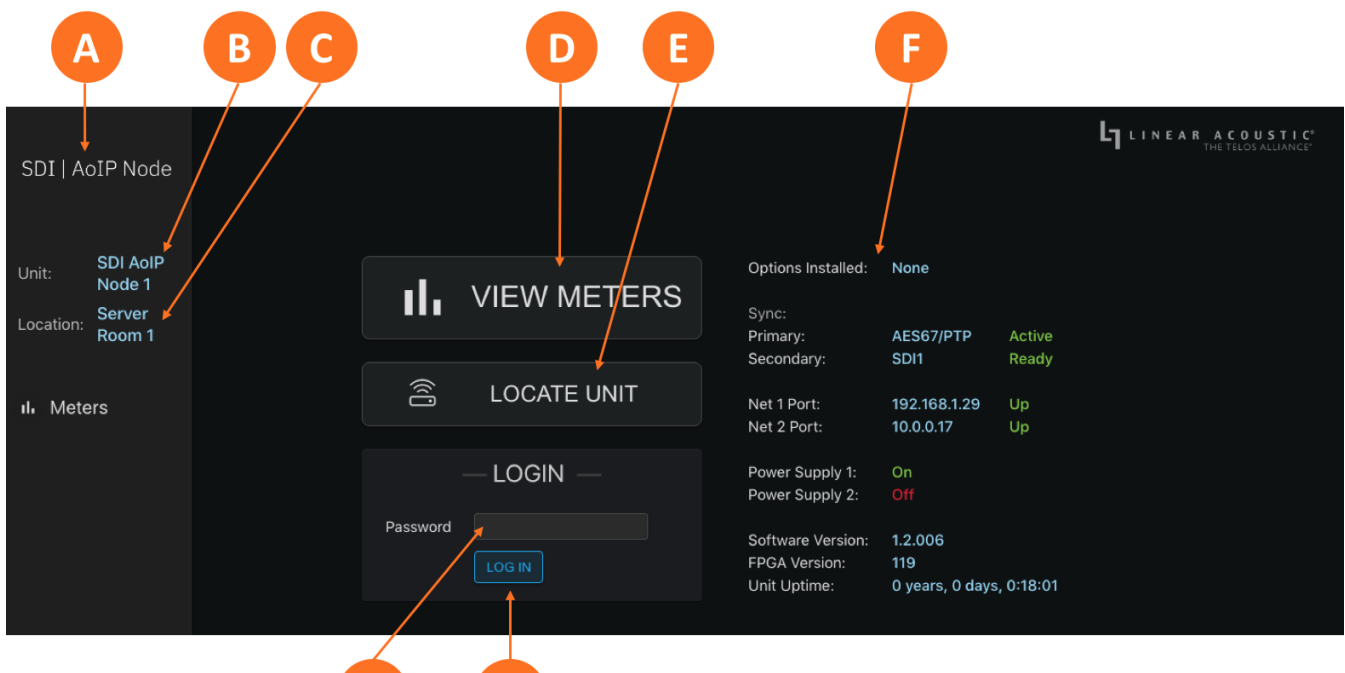 A B C D E F
LINEAR ACOUSTIC®
THE TELOS ALLIANCE®
SDI | AoIP Node
Unit: SDI AoIP
Node 1
Location: Server
Room 1
Meters
VIEW METERS
LOCATE UNIT
LOGIN
Password
LOG IN
Options Installed: None
Sync:
Primary: AES67/PTP Active
Secondary: SDI1 Ready
Net 1 Port: 192.168.1.29 Up
Net 2 Port: 10.0.0.17 Up
Power Supply 1: On
Power Supply 2: Off
Software Version: 1.2.006
FPGA Version: 119
Unit Uptime: 0 years, 0 days, 0:18:01